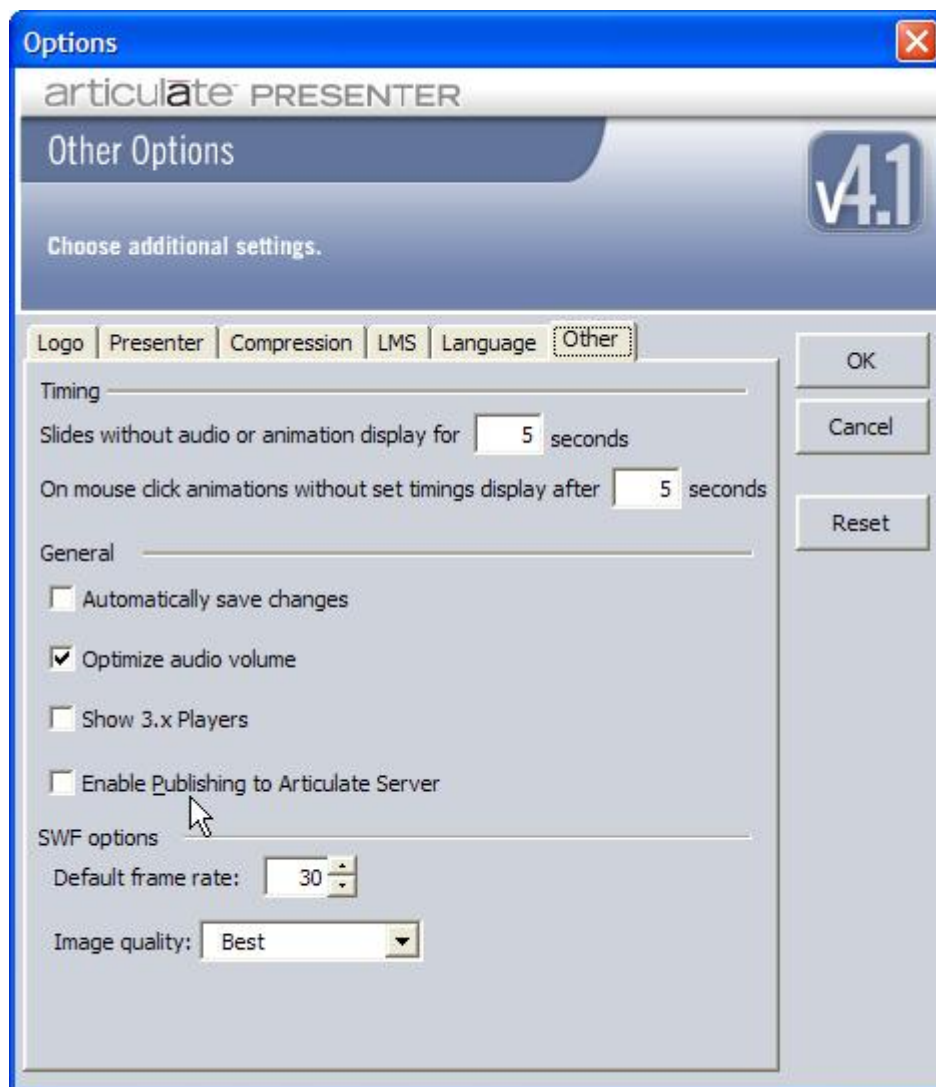 Options
articulate PRESENTER
Other Options
v4.1
Choose additional settings.
Logo Presenter Compression LMS Language Other
OK
Timing
Slides without audio or animation display for 5 seconds
Cancel
On mouse click animations without set timings display after 5 seconds
Reset
General
Automatically save changes
Optimize audio volume
Show 3.x Players
Enable Publishing to Articulate Server
SWF options
Default frame rate: 30
Image quality: Best